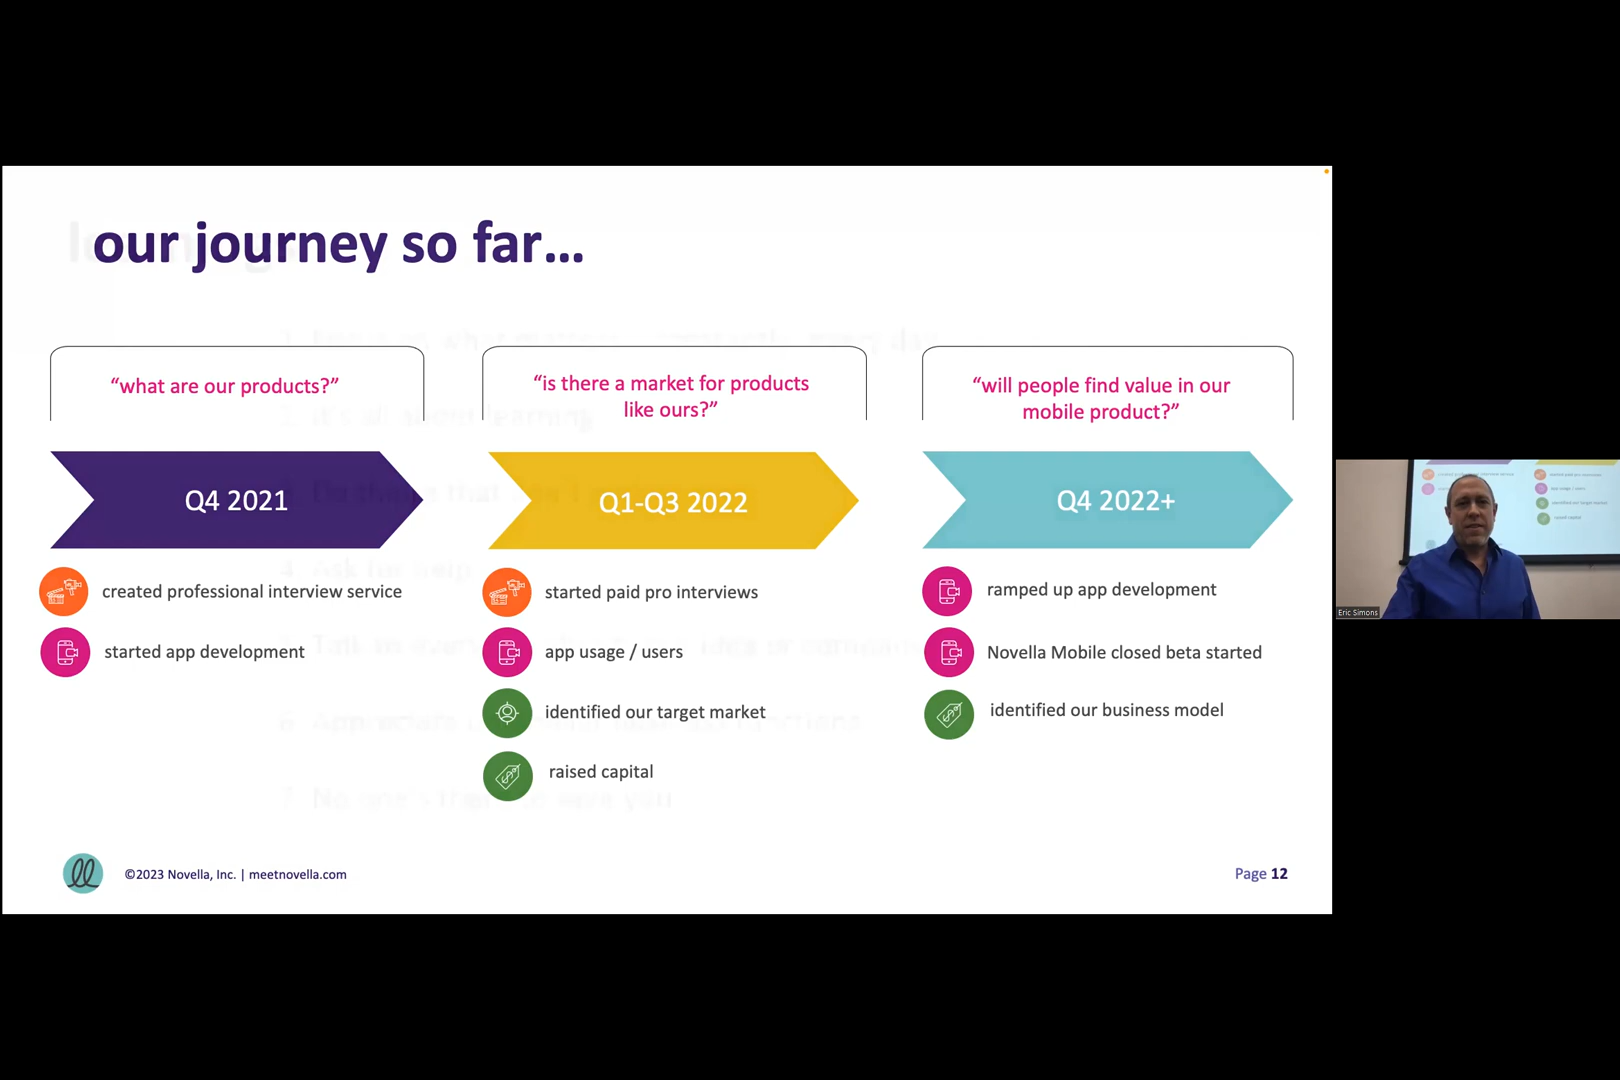 our journey so far...
“what are our products?”
“is there a market for products
like ours?”
“will people find value in our
mobile product?”
Q4 2021
Q1-Q3 2022
Q4 2022+
created professional interview service
started app development
started paid pro interviews
app usage / users
identified our target market
raised capital
ramped up app development
Novella Mobile closed beta started
identified our business model
©2023 Novella, Inc. | meetnovella.com
Page 12
Eric Simons